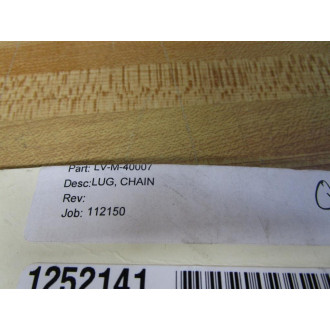 Part: LV-M-40007
Desc:LUG, CHAIN
Rev:
Job: 112150
1252141